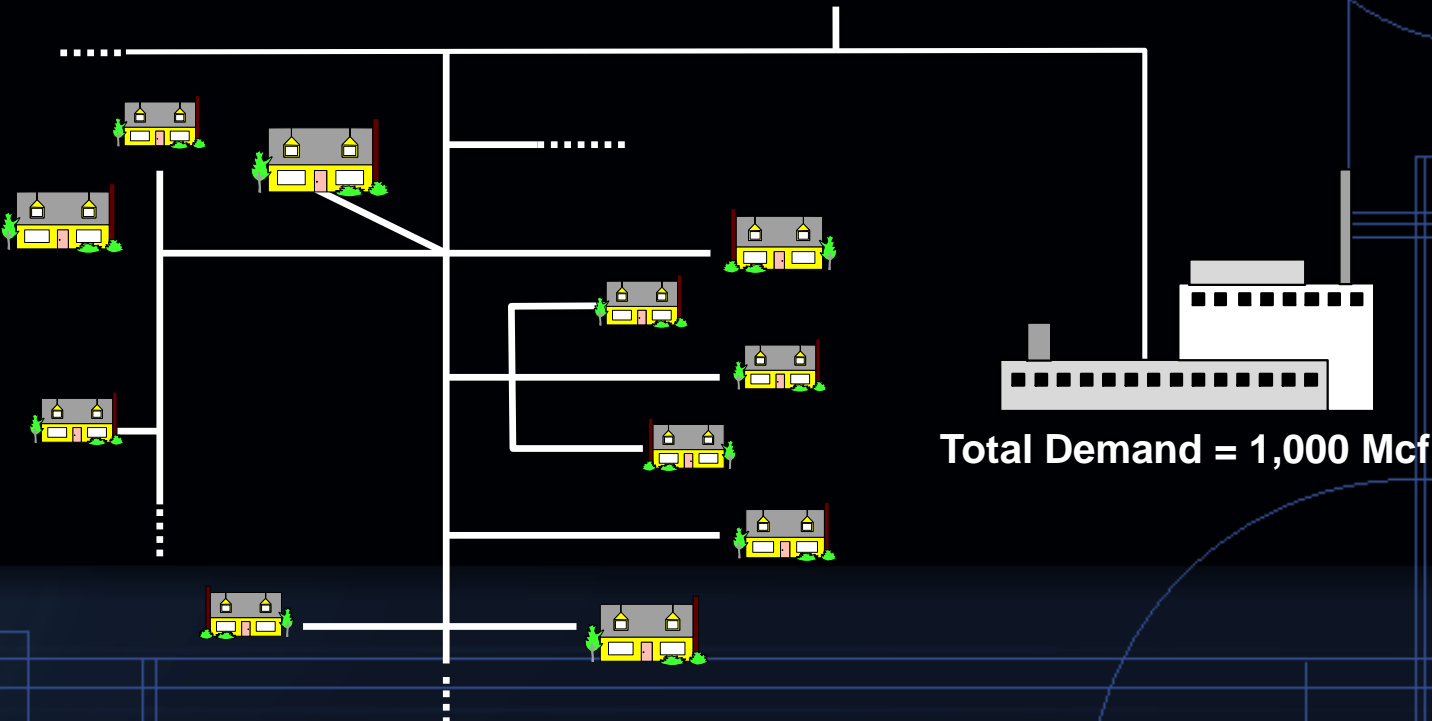 Total Demand = 1,000 Mcf